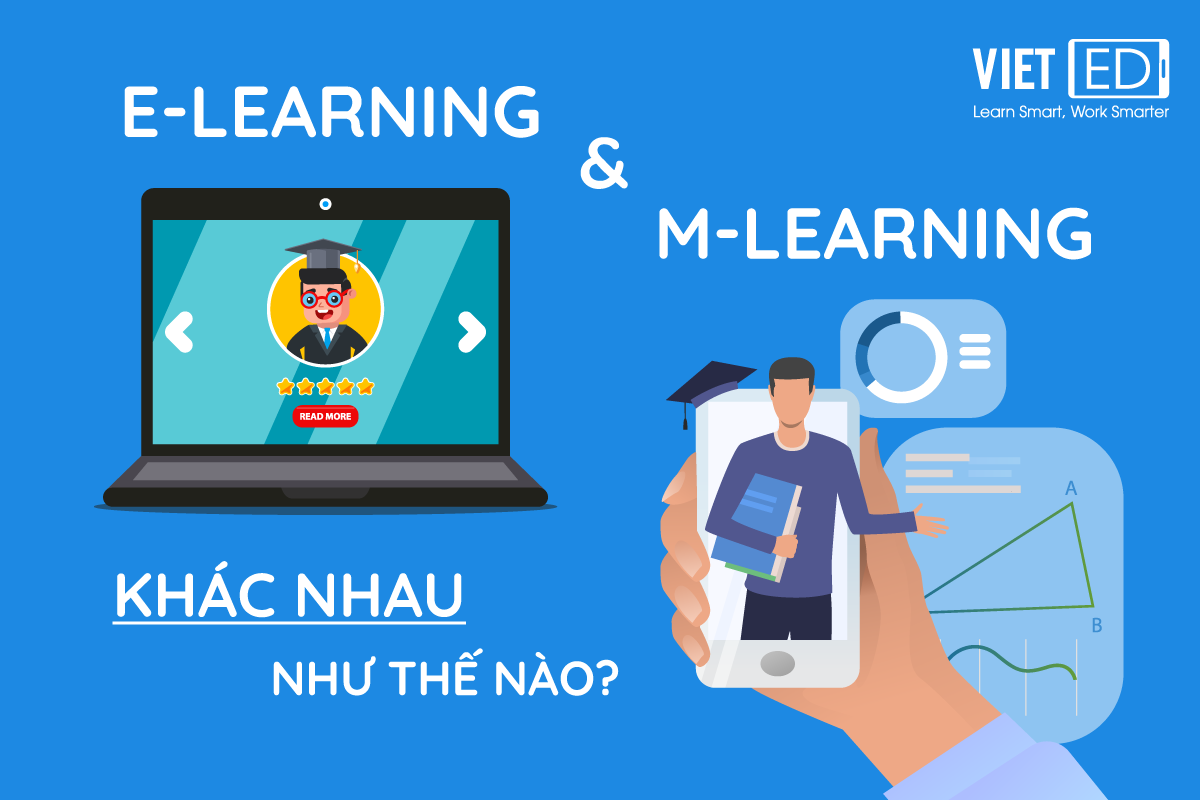 VIET ED
Learn Smart, Work Smarter
E-LEARNING
&
M-LEARNING
READ MORE
A
B
KHÁC NHAU
NHƯ THẾ NÀO?